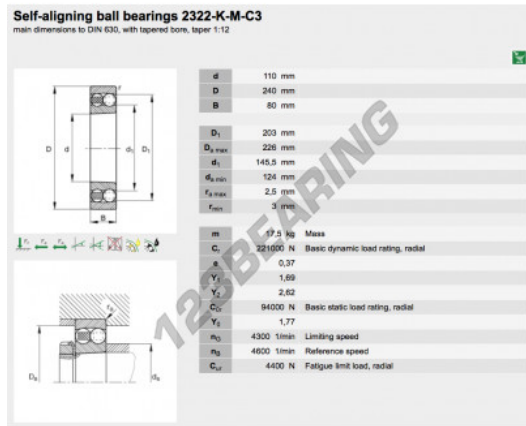 Self-aligning ball bearings 2322-K-M-C3
main dimensions to DIN 630, with tapered bore, taper 1:12
d 110 mm
D 240 mm
B 80 mm
D1 203 mm
Da max 226 mm
d1 145,5 mm
da min 124 mm
ra max 2,5 mm
rmin 3 mm
m 17,5 kg Mass
Cr 221000 N Basic dynamic load rating, radial
e 0,37
Y1 1,69
Y2 2,62
C0r 94000 N Basic static load rating, radial
Y0 1,77
nG 4300 1/min Limiting speed
nB 4600 1/min Reference speed
Cur 4400 N Fatigue limit load, radial
r
D d d1 D1
B
ra
Da da
123BEARING